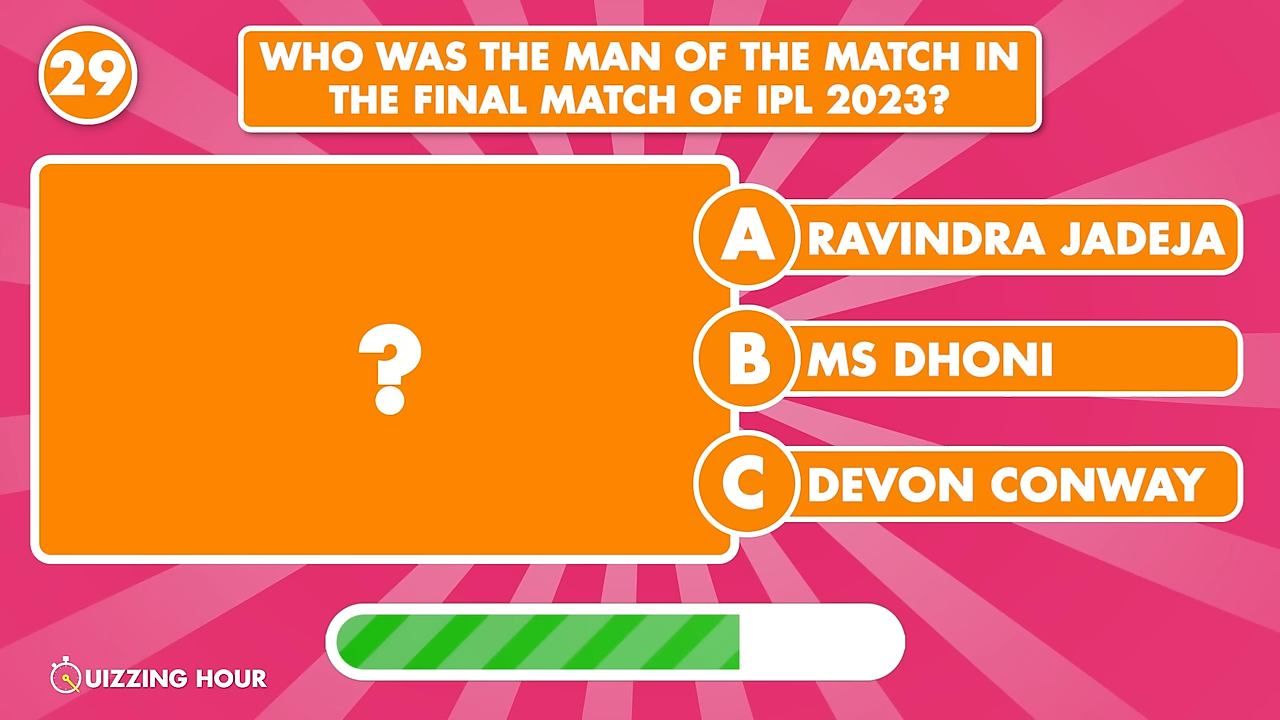 29
WHO WAS THE MAN OF THE MATCH IN
THE FINAL MATCH OF IPL 2023?
?
A RAVINDRA JADEJA
B MS DHONI
C DEVON CONWAY
QUIZZING HOUR